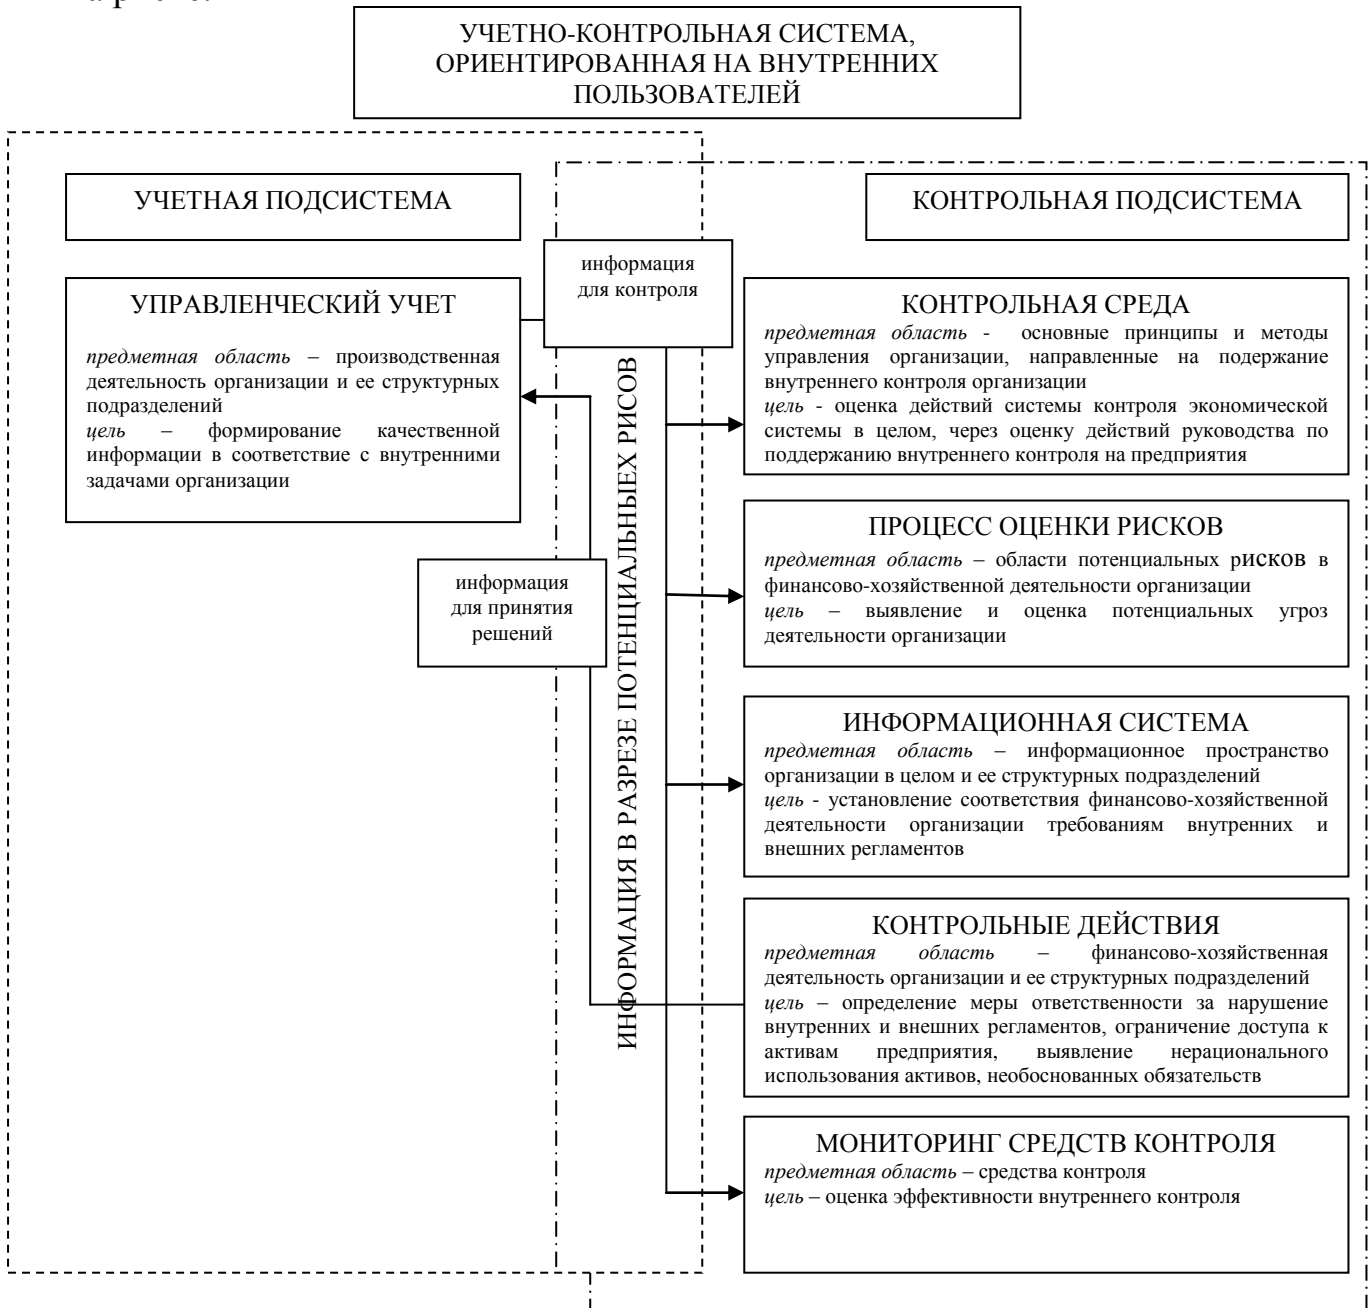 УЧЕТНО-КОНТРОЛЬНАЯ СИСТЕМА,
ОРИЕНТИРОВАННАЯ НА ВНУТРЕННИХ
ПОЛЬЗОВАТЕЛЕЙ
УЧЕТНАЯ ПОДСИСТЕМА
КОНТРОЛЬНАЯ ПОДСИСТЕМА
информация
для контроля
УПРАВЛЕНЧЕСКИЙ УЧЕТ
предметная область – производственная
деятельность организации и ее структурных
подразделений
цель – формирование качественной
информации в соответствие с внутренними
задачами организации
информация
для принятия
решений
ИНФОРМАЦИЯ В РАЗРЕЗЕ ПОТЕНЦИАЛЬНЫЕХ РИСОВ
КОНТРОЛЬНАЯ СРЕДА
предметная область - основные принципы и методы
управления организации, направленные на подержание
внутреннего контроля организации
цель - оценка действий системы контроля экономической
системы в целом, через оценку действий руководства по
поддержанию внутреннего контроля на предприятия
ПРОЦЕСС ОЦЕНКИ РИСКОВ
предметная область – области потенциальных рисков в
финансово-хозяйственной деятельности организации
цель – выявление и оценка потенциальных угроз
деятельности организации
ИНФОРМАЦИОННАЯ СИСТЕМА
предметная область – информационное пространство
организации в целом и ее структурных подразделений
цель - установление соответствия финансово-хозяйственной
деятельности организации требованиям внутренних и
внешних регламентов
КОНТРОЛЬНЫЕ ДЕЙСТВИЯ
предметная область – финансово-хозяйственная
деятельность организации и ее структурных подразделений
цель – определение меры ответственности за нарушение
внутренних и внешних регламентов, ограничение доступа к
активам предприятия, выявление нерационального
использования активов, необоснованных обязательств
МОНИТОРИНГ СРЕДСТВ КОНТРОЛЯ
предметная область – средства контроля
цель – оценка эффективности внутреннего контроля